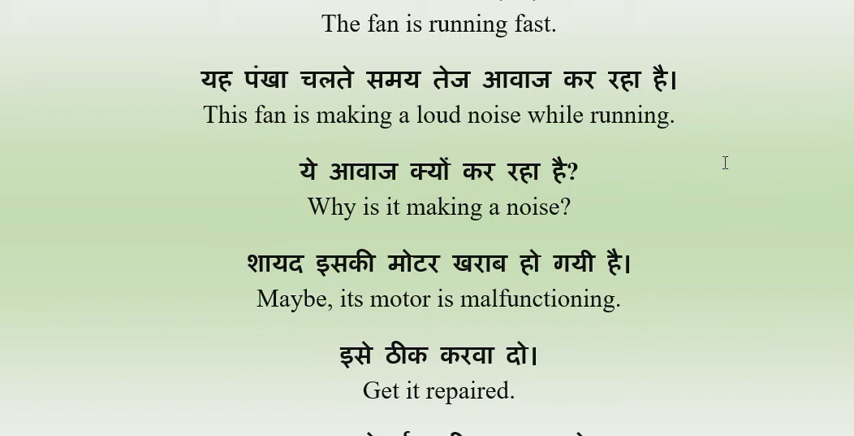 The fan is running fast.
यह पंखा चलते समय तेज आवाज कर रहा है।
This fan is making a loud noise while running.
ये आवाज क्यों कर रहा है?
Why is it making a noise?
शायद इसकी मोटर खराब हो गयी है।
Maybe, its motor is malfunctioning.
इसे ठीक करवा दो।
Get it repaired.